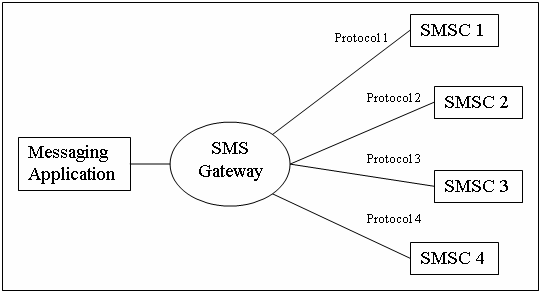 Messaging
Application
SMS
Gateway
Protocol 1
SMSC 1
Protocol 2
SMSC 2
Protocol 3
SMSC 3
Protocol 4
SMSC 4